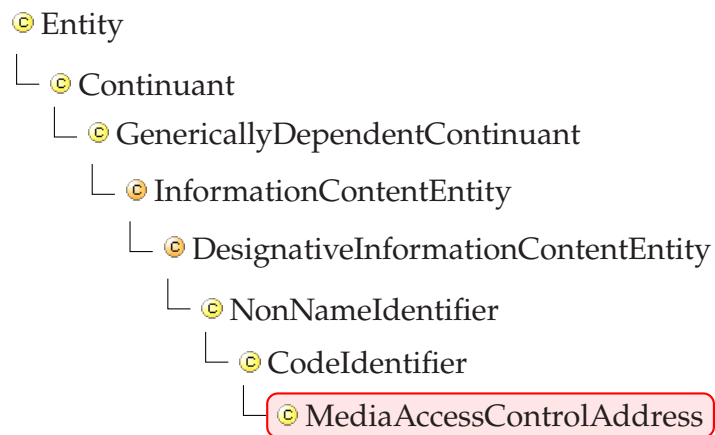 Entity
Continuant
GenericallyDependentContinuant
InformationContentEntity
DesignativeInformationContentEntity
NonNameIdentifier
CodeIdentifier
MediaAccessControlAddress